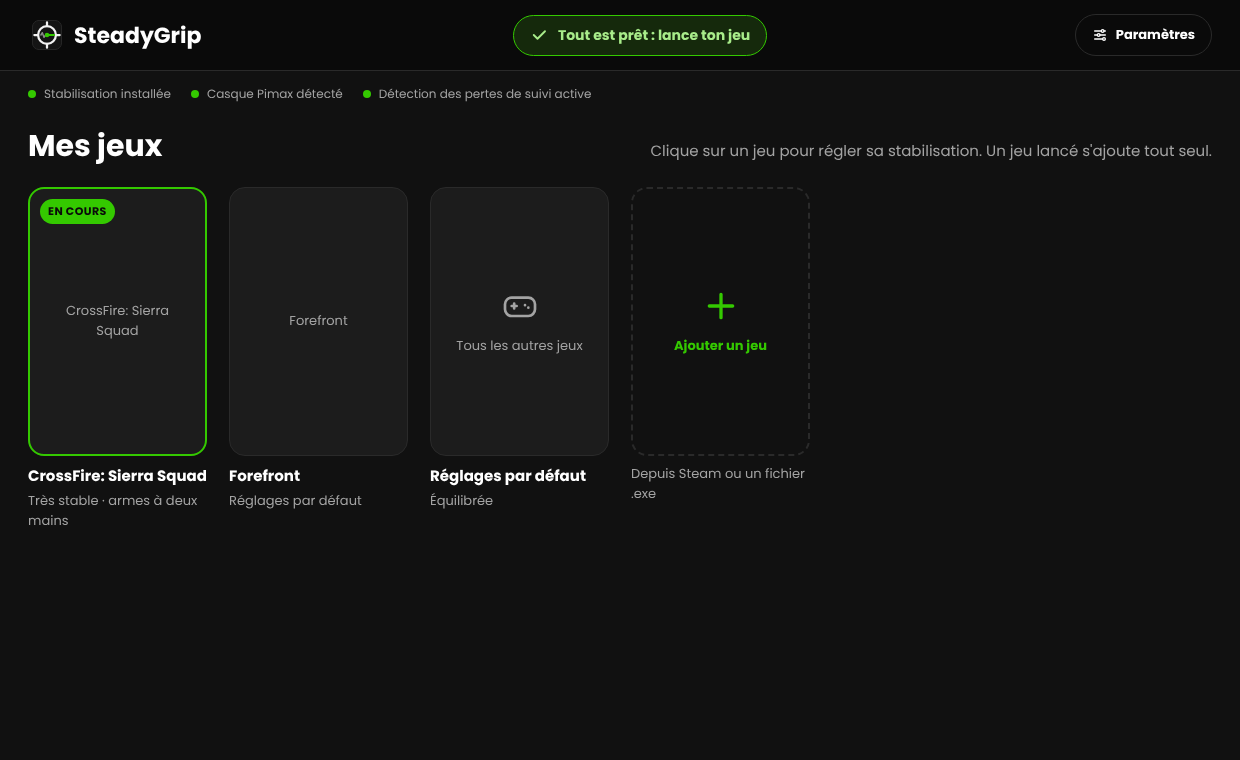 SteadyGrip
Tout est prêt : lance ton jeu
Paramètres
Stabilisation installée
Casque Pimax détecté
Détection des pertes de suivi active
Mes jeux
Clique sur un jeu pour régler sa stabilisation. Un jeu lancé s'ajoute tout seul.
EN COURS
CrossFire: Sierra
Squad
Forefront
Tous les autres jeux
Ajouter un jeu
CrossFire: Sierra Squad
Très stable · armes à deux
mains
Forefront
Réglages par défaut
Réglages par défaut
Équilibrée
Depuis Steam ou un fichier
.exe